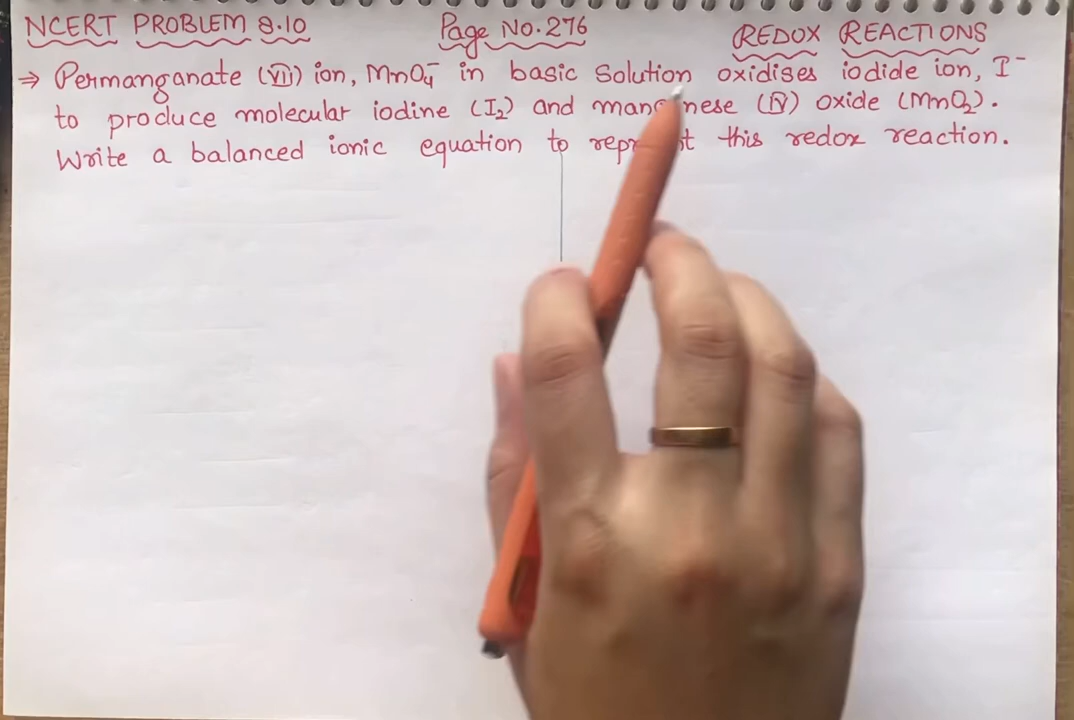 NCERT PROBLEM 8.10 Page No. 276 REDOX REACTIONS
⇒ Permanganate (VII) ion, MnO₄⁻ in basic solution oxidises iodide ion, I⁻
to produce molecular iodine (I₂) and (IV) oxide (MnO₂).
Write a balanced ionic equation to this redox reaction.